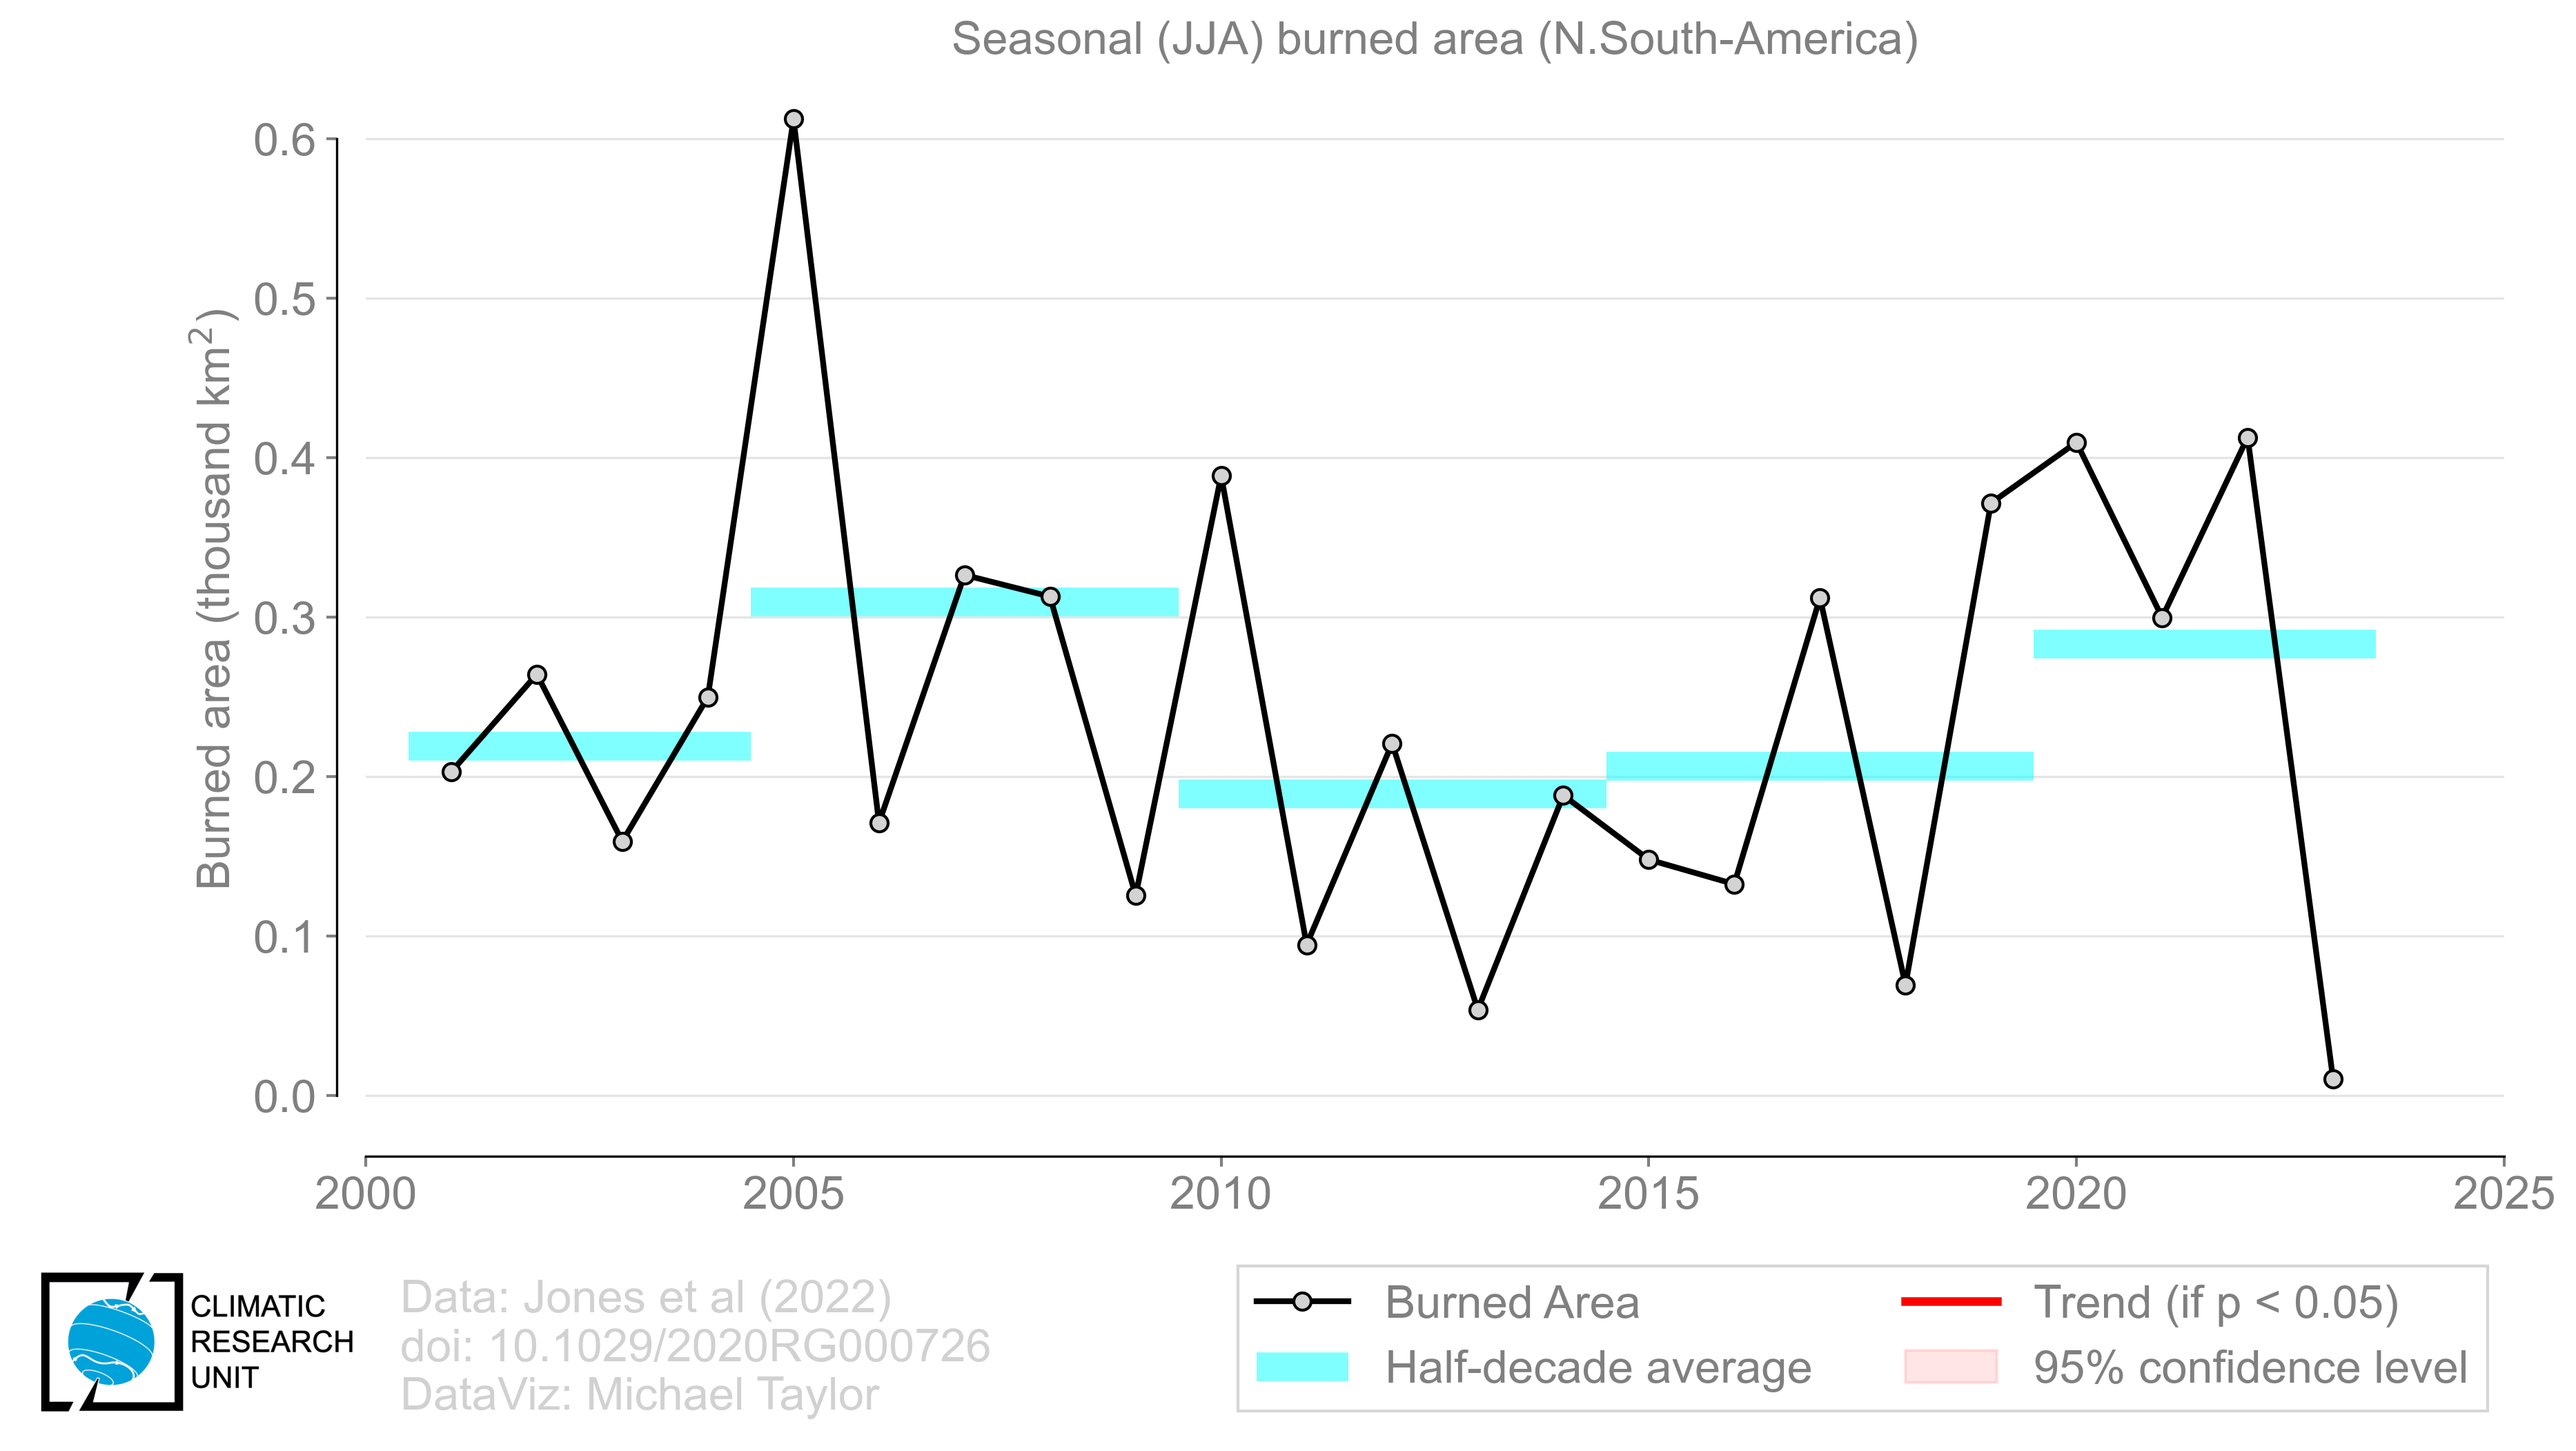 Seasonal (JJA) burned area (N.South-America)
Burned area (thousand km²)
0.6
0.5
0.4
0.3
0.2
0.1
0.0
2000 2005 2010 2015 2020 2025
CLIMATIC
RESEARCH
UNIT
Data: Jones et al (2022)
doi: 10.1029/2020RG000726
DataViz: Michael Taylor
Burned Area
Half-decade average
Trend (if p < 0.05)
95% confidence level